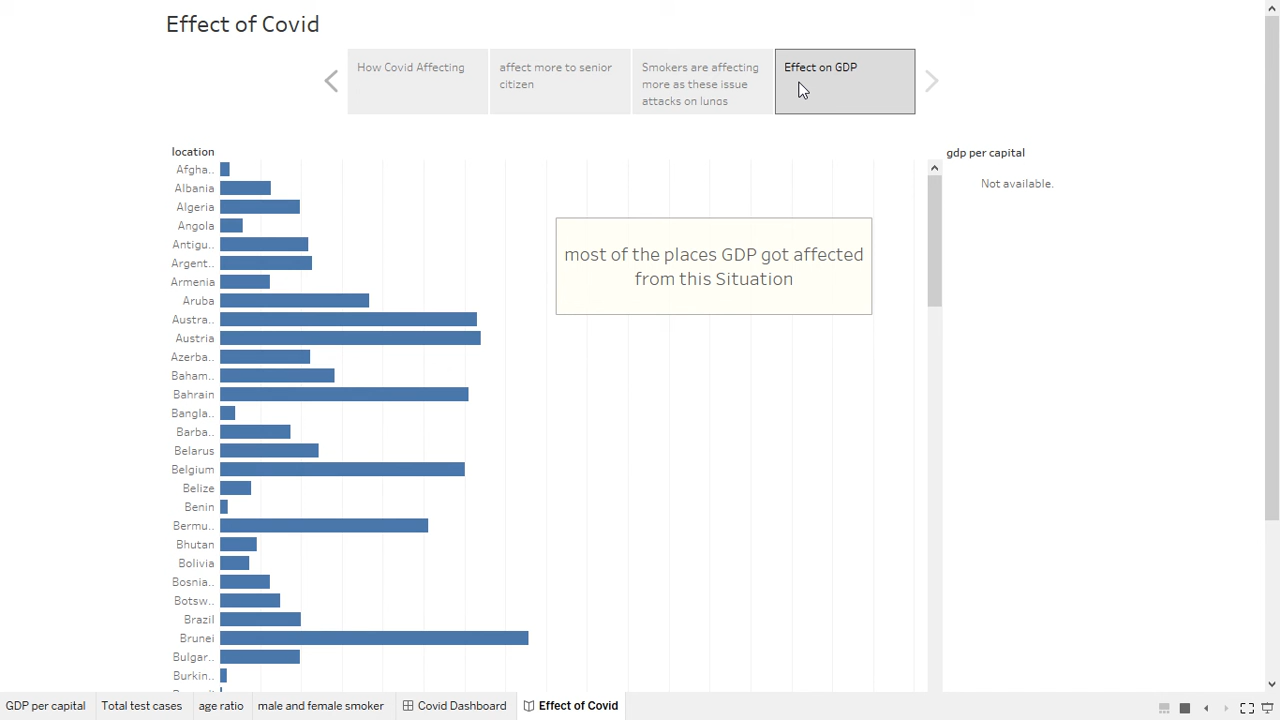 Effect of Covid
How Covid Affecting
affect more to senior
citizen
Smokers are affecting
more as these issue
attacks on lungs
Effect on GDP
location
gdp per capital
Not available.
Afgha..
Albania
Algeria
Angola
Antigu..
Argent..
Armenia
Aruba
Austra..
Austria
Azerba..
Baham..
Bahrain
Bangla..
Barba..
Belarus
Belgium
Belize
Benin
Bermu..
Bhutan
Bolivia
Bosnia..
Botsw..
Brazil
Brunei
Bulgar..
Burkin..
most of the places GDP got affected
from this Situation
GDP per capital
Total test cases
age ratio
male and female smoker
Covid Dashboard
Effect of Covid